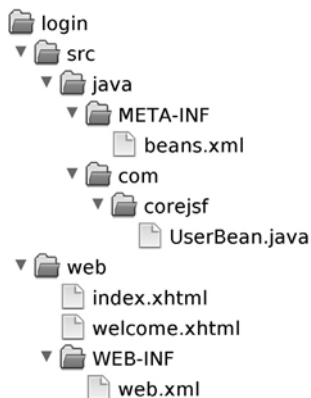 login
src
java
META-INF
beans.xml
com
corejsf
UserBean.java
web
index.xhtml
welcome.xhtml
WEB-INF
web.xml